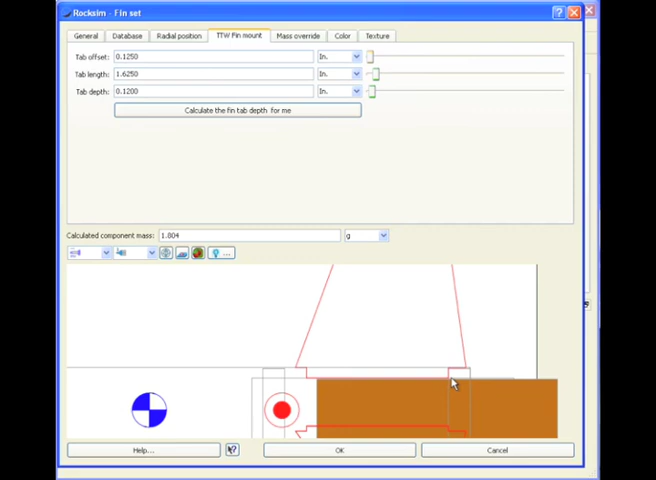 Rocksim - Fin set
General Database Radial position TTW Fin mount Mass override Color Texture
Tab offset: 0.1250 In.
Tab length: 1.6250 In.
Tab depth: 0.1200 In.
Calculate the fin tab depth for me
Calculated component mass: 1.804 g
...
Help... OK Cancel